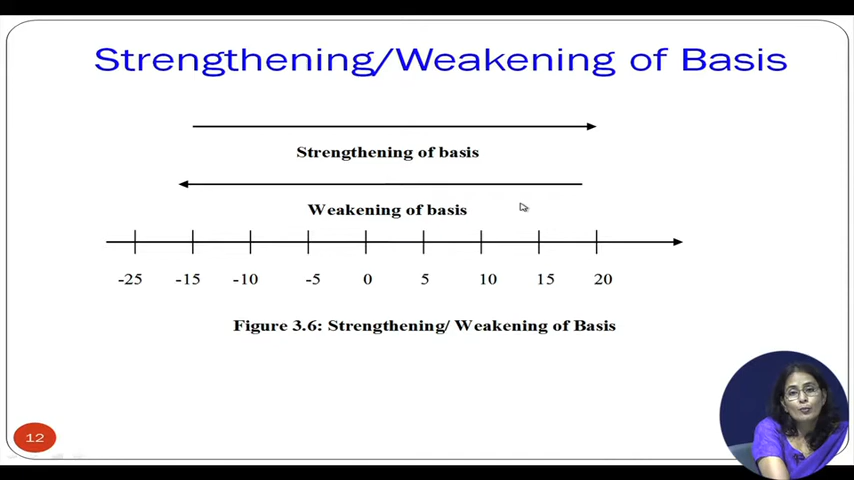 Strengthening/Weakening of Basis
Strengthening of basis
Weakening of basis
-25 -15 -10 -5 0 5 10 15 20
Figure 3.6: Strengthening/ Weakening of Basis
12